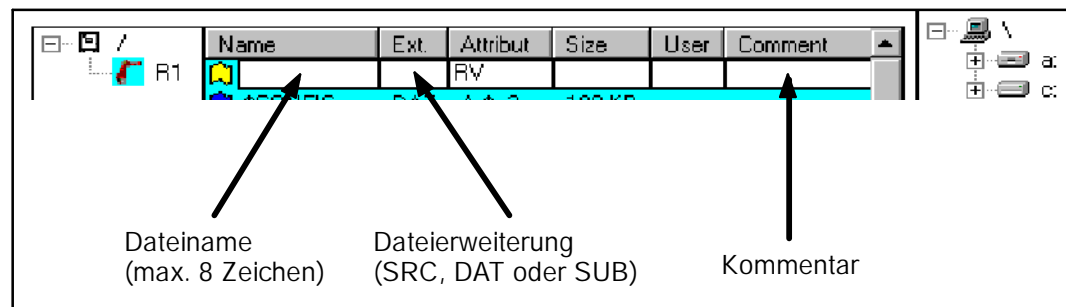 / Name Ext. Attribut Size User Comment \
R1 RV a:
c:
Dateiname
(max. 8 Zeichen)
Dateierweiterung
(SRC, DAT oder SUB)
Kommentar